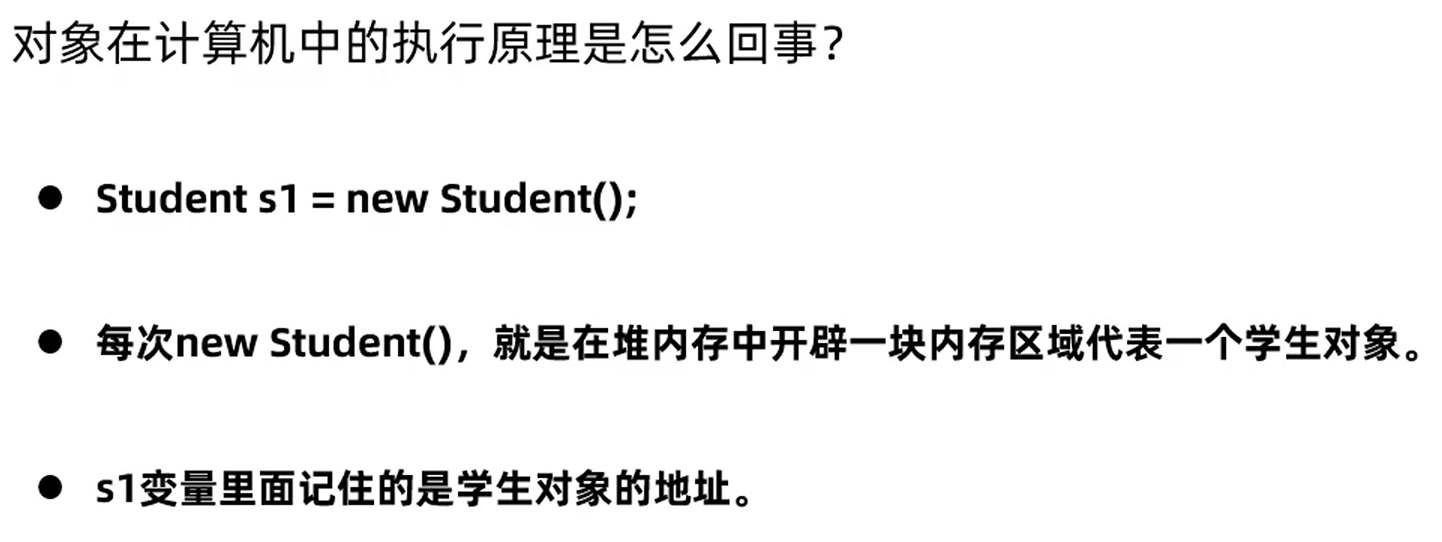 对象在计算机中的执行原理是怎么回事？
● Student s1 = new Student();
● 每次new Student()，就是在堆内存中开辟一块内存区域代表一个学生对象。
● s1变量里面记住的是学生对象的地址。